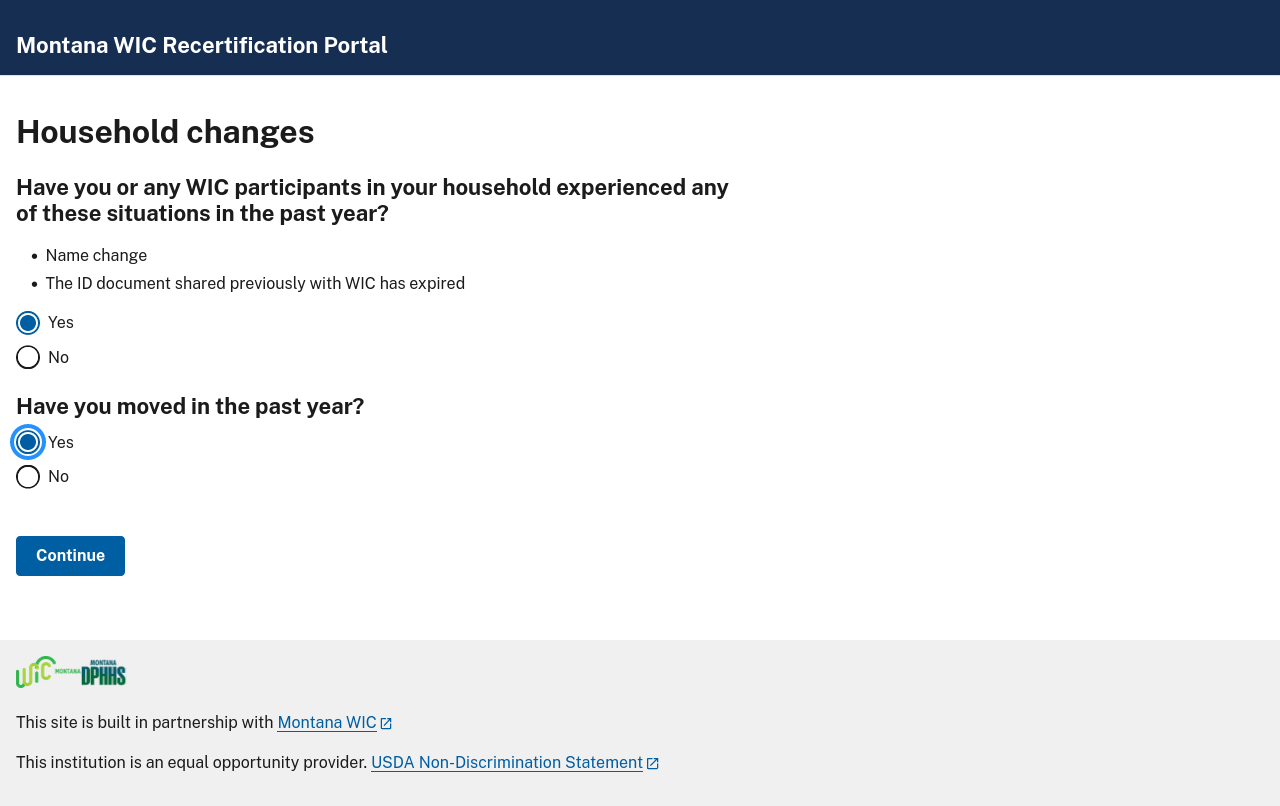 Montana WIC Recertification Portal
Household changes
Have you or any WIC participants in your household experienced any
of these situations in the past year?
• Name change
• The ID document shared previously with WIC has expired
Yes
No
Have you moved in the past year?
Yes
No
Continue
WIC MONTANA MONTANA DPHHS
This site is built in partnership with Montana WIC
This institution is an equal opportunity provider. USDA Non-Discrimination Statement